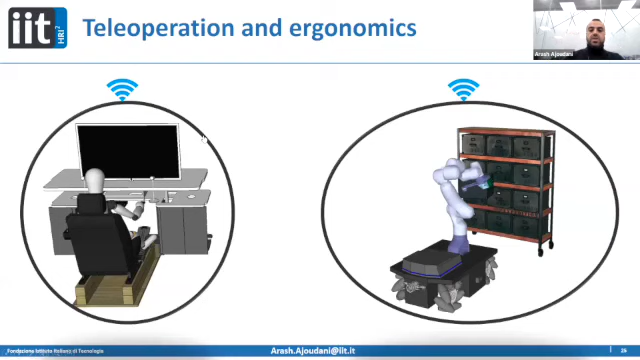 iit
HRI²
Teleoperation and ergonomics
Arash Ajoudani
Fondazione Istituto Italiano di Tecnologia
Arash.Ajoudani@iit.it
26